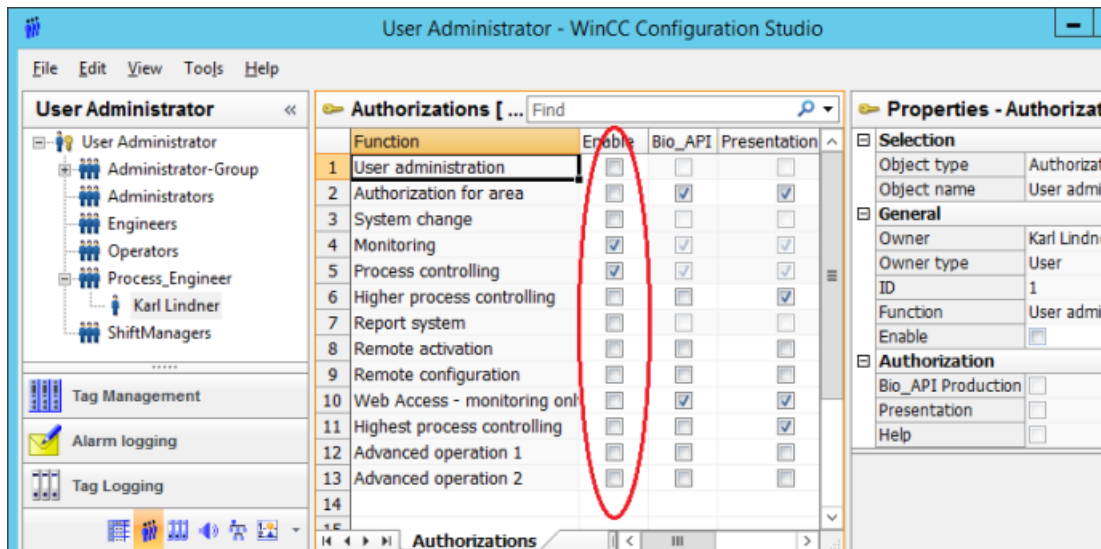 User Administrator - WinCC Configuration Studio
File Edit View Tools Help
User Administrator «
User Administrator
Administrator-Group
Administrators
Engineers
Operators
Process_Engineer
Karl Lindner
ShiftManagers
Tag Management
Alarm logging
Tag Logging
Authorizations [ ... Find
Function Enable Bio_API Presentation
1 User administration
2 Authorization for area
3 System change
4 Monitoring
5 Process controlling
6 Higher process controlling
7 Report system
8 Remote activation
9 Remote configuration
10 Web Access - monitoring onl
11 Highest process controlling
12 Advanced operation 1
13 Advanced operation 2
14
15
Authorizations
Properties - Authorizat
Selection
Object type Authorizat
Object name User admi
General
Owner Karl Lindn
Owner type User
ID 1
Function User admi
Enable
Authorization
Bio_API Production
Presentation
Help